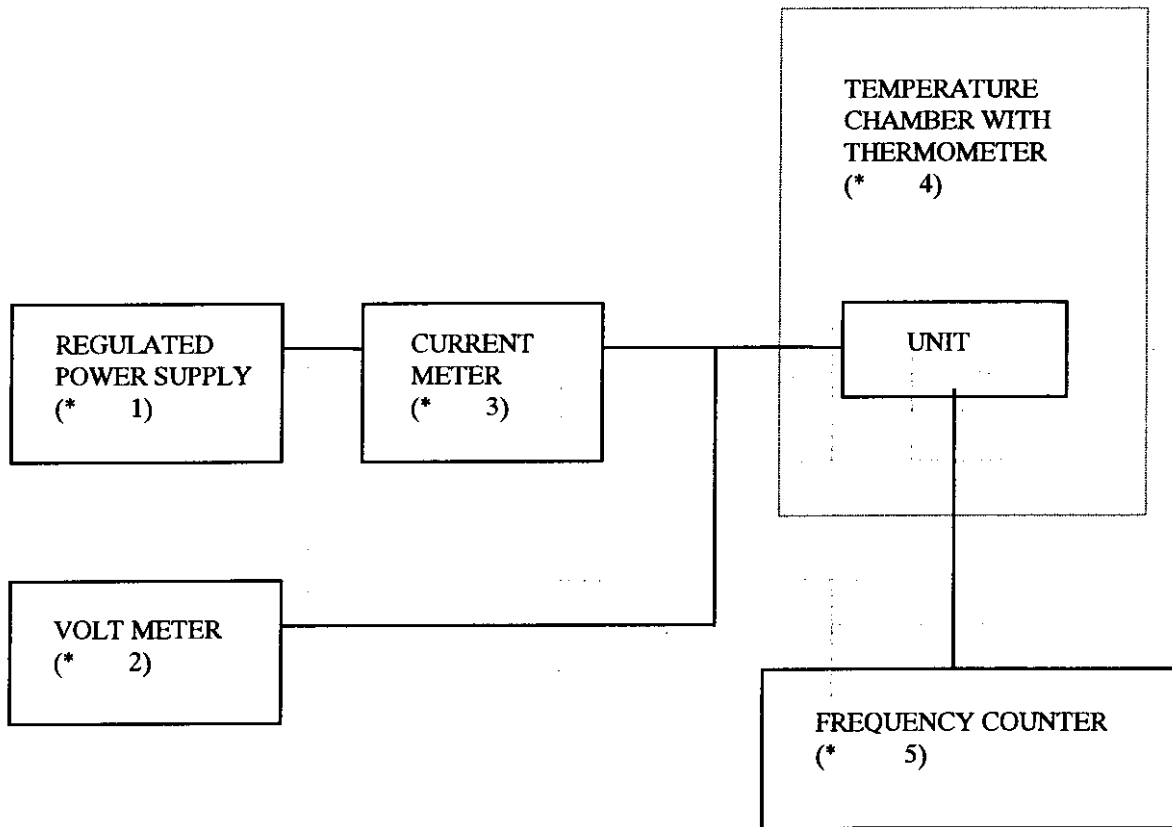 TEMPERATURE
CHAMBER WITH
THERMOMETER
(* 4)
REGULATED
POWER SUPPLY
(* 1)
CURRENT
METER
(* 3)
UNIT
VOLT METER
(* 2)
FREQUENCY COUNTER
(* 5)